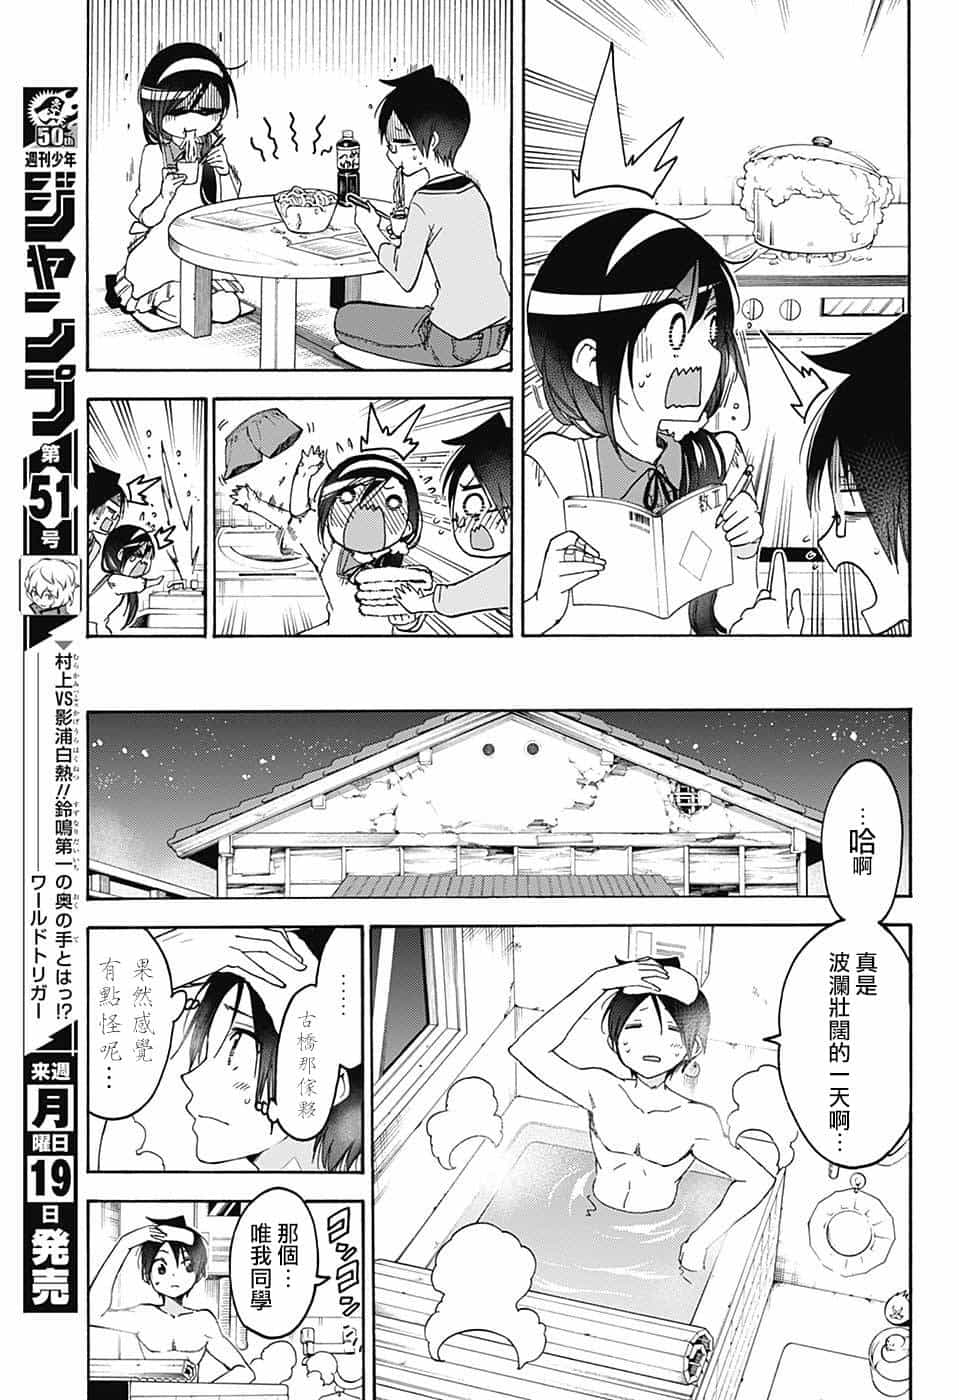 数I
…哈啊
真是
波瀾壯闊的一天啊…
…古橋那傢夥
果然感覺
有點怪呢…
コンコン
那個…
唯我同學
50th
週刊少年
ジャンプ
第51号
▼村上VS影浦白熱!!鈴鳴第一の奥の手とはっ!?
――ワールドトリガー
来週
月
曜日
19
日
発売